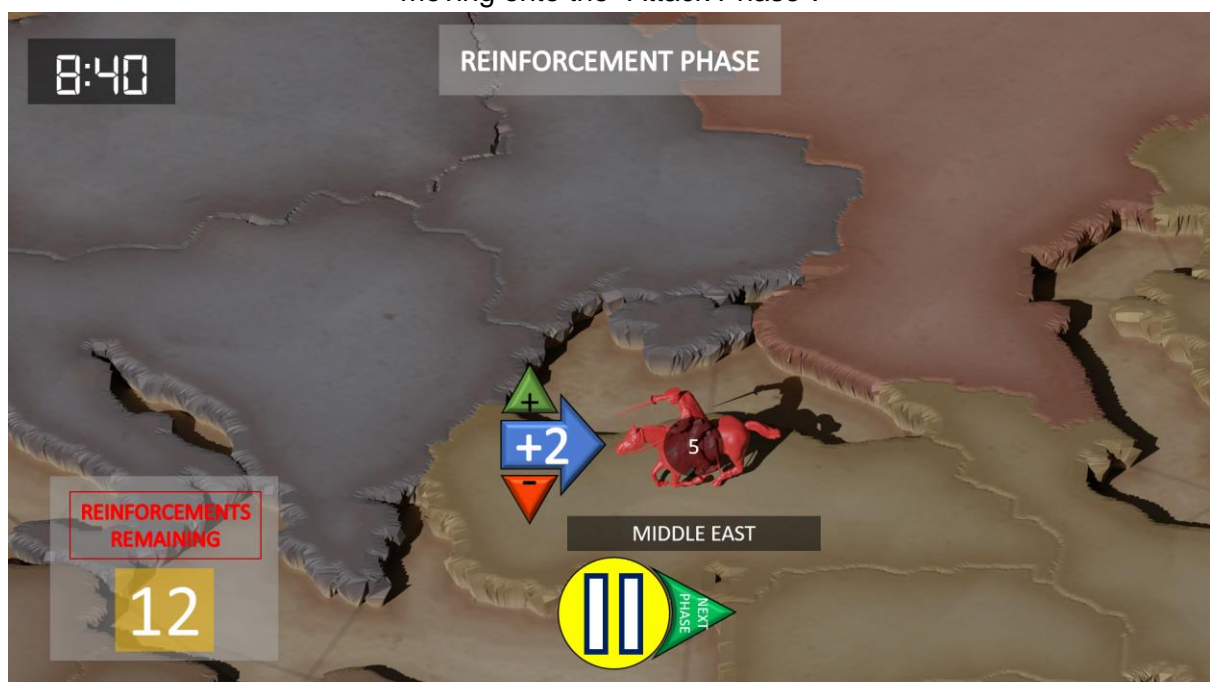 moving onto the "Attack Phase".
8:40
REINFORCEMENT PHASE
+
+2
5
-
REINFORCEMENTS
REMAINING
12
MIDDLE EAST
NEXT
PHASE